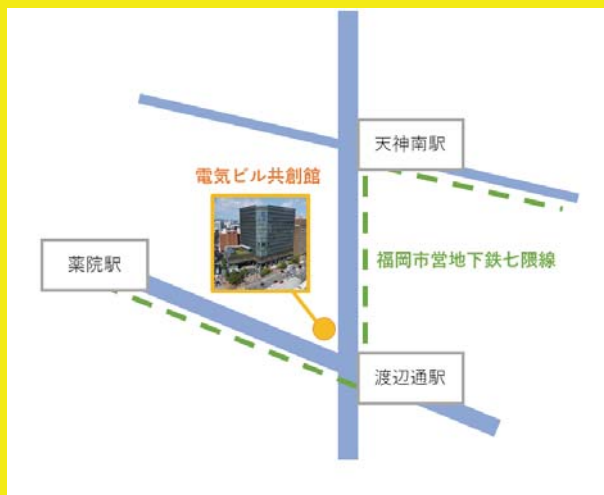 天神南駅
電気ビル共創館
薬院駅
福岡市営地下鉄七隈線
渡辺通駅